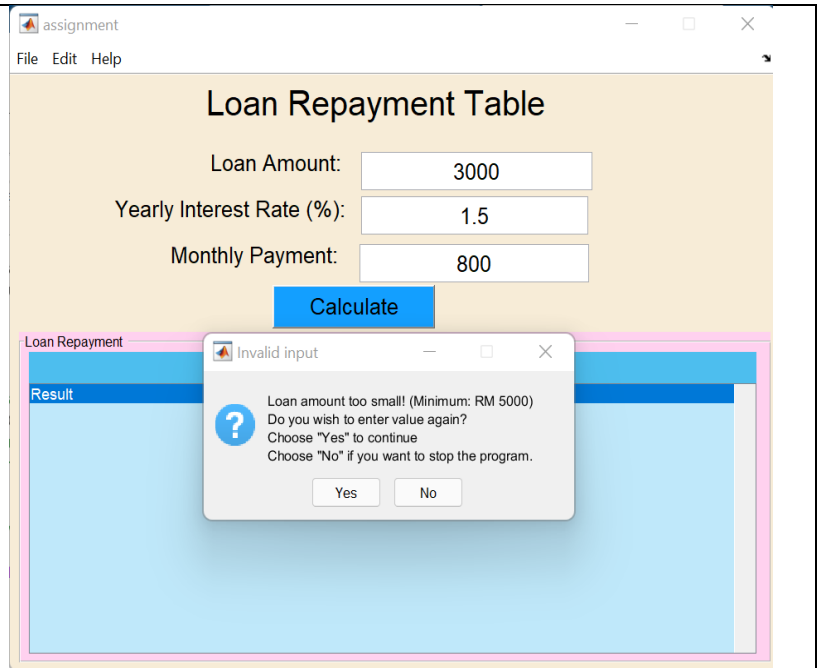 assignment
File Edit Help
Loan Repayment Table
Loan Amount: 3000
Yearly Interest Rate (%): 1.5
Monthly Payment: 800
Calculate
Loan Repayment
Result
Invalid input
Loan amount too small! (Minimum: RM 5000)
Do you wish to enter value again?
Choose "Yes" to continue
Choose "No" if you want to stop the program.
Yes No